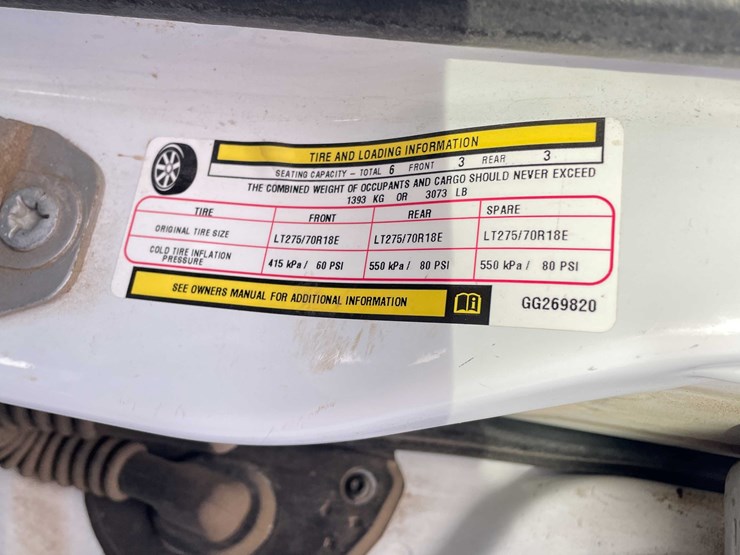 TIRE AND LOADING INFORMATION
SEATING CAPACITY - TOTAL 6 FRONT 3 REAR 3
THE COMBINED WEIGHT OF OCCUPANTS AND CARGO SHOULD NEVER EXCEED
1393 KG OR 3073 LB
TIRE FRONT REAR SPARE
ORIGINAL TIRE SIZE LT275/70R18E LT275/70R18E LT275/70R18E
COLD TIRE INFLATION
PRESSURE 415 kPa / 60 PSI 550 kPa / 80 PSI 550 kPa / 80 PSI
SEE OWNERS MANUAL FOR ADDITIONAL INFORMATION
GG269820